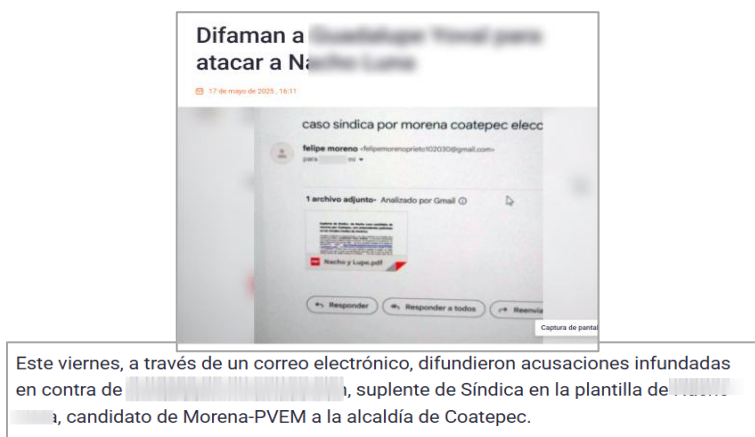 Difaman a
atacar a
17 de mayo de 2025, 16:11
caso sindica por morena coatepec elecc
felipe moreno <felipemorenoprieto102030@gmail.com>
para
1 archivo adjunto• Analizado por Gmail
Nacho y Lupe.pdf
Responder
Responder a todos
Reenvia
Captura de pantal
Este viernes, a través de un correo electrónico, difundieron acusaciones infundadas
en contra de , suplente de Síndica en la plantilla de
, candidato de Morena-PVEM a la alcaldía de Coatepec.